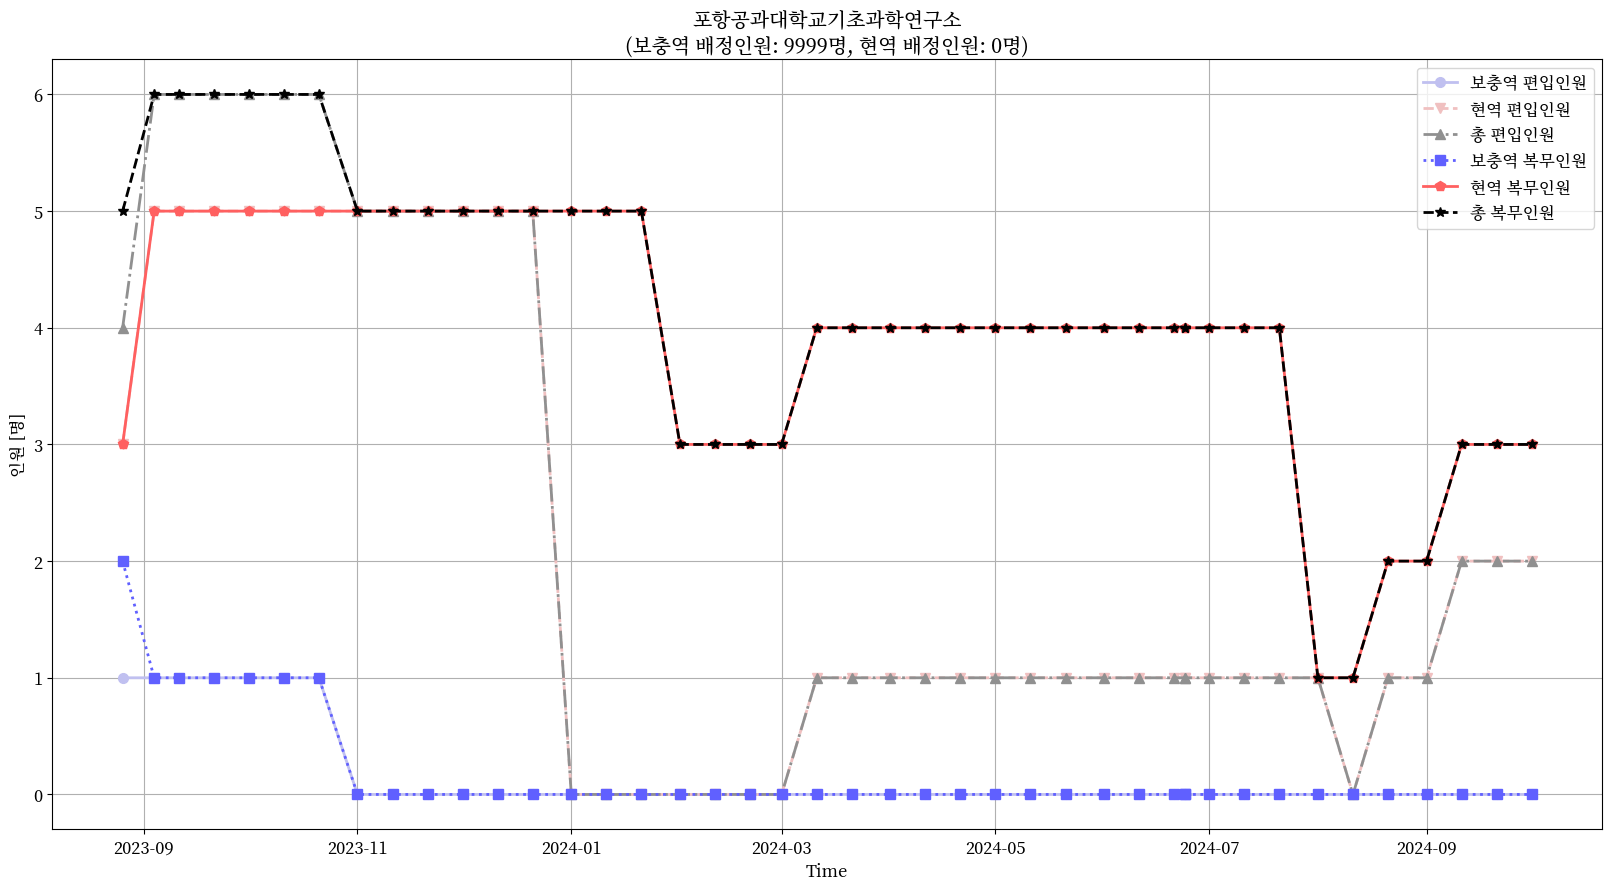 포항공과대학교기초과학연구소
(보충역 배정인원: 9999명, 현역 배정인원: 0명)
보충역 편입인원
현역 편입인원
총 편입인원
보충역 복무인원
현역 복무인원
총 복무인원
인원 [명]
6
5
4
3
2
1
0
2023-09
2023-11
2024-01
2024-03
2024-05
2024-07
2024-09
Time